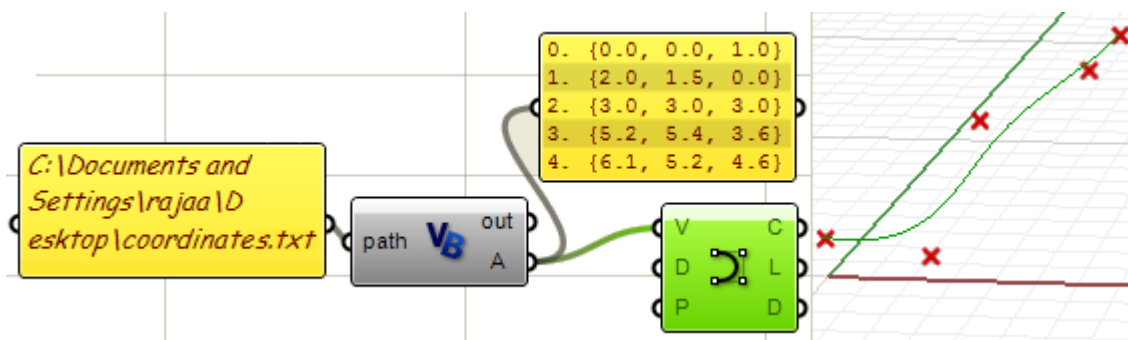 C:\Documents and
Settings\rajaa\D
esktop\coordinates.txt
path
VB
out
A
0. {0.0, 0.0, 1.0}
1. {2.0, 1.5, 0.0}
2. {3.0, 3.0, 3.0}
3. {5.2, 5.4, 3.6}
4. {6.1, 5.2, 4.6}
V C
D L
P D